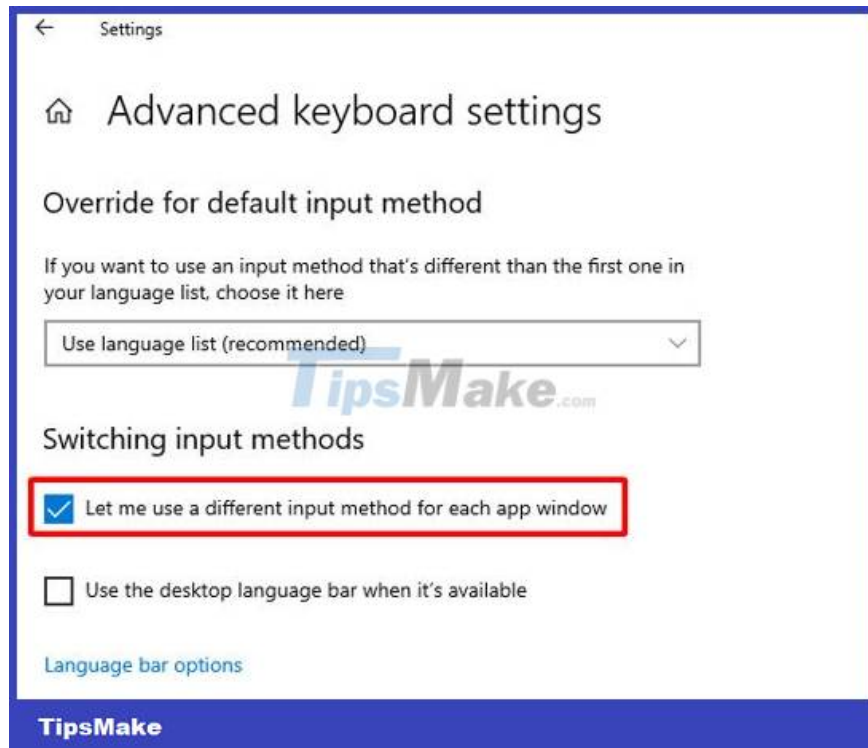 Settings
Advanced keyboard settings
Override for default input method
If you want to use an input method that's different than the first one in
your language list, choose it here
Use language list (recommended)
TipsMake.com
Switching input methods
Let me use a different input method for each app window
Use the desktop language bar when it's available
Language bar options
TipsMake